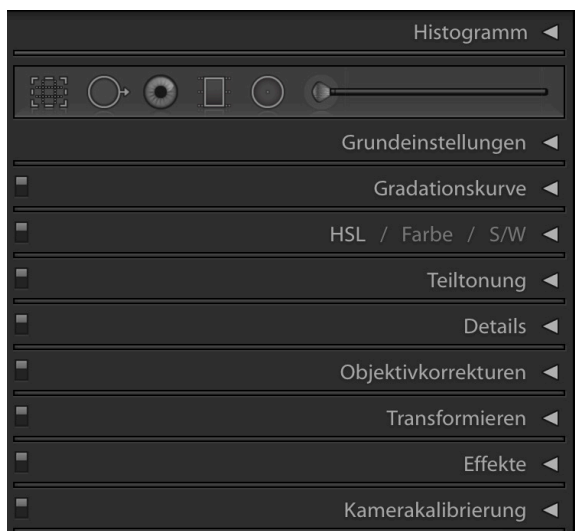 Histogramm
Grundeinstellungen
Gradationskurve
HSL / Farbe / S/W
Teiltonung
Details
Objektivkorrekturen
Transformieren
Effekte
Kamerakalibrierung